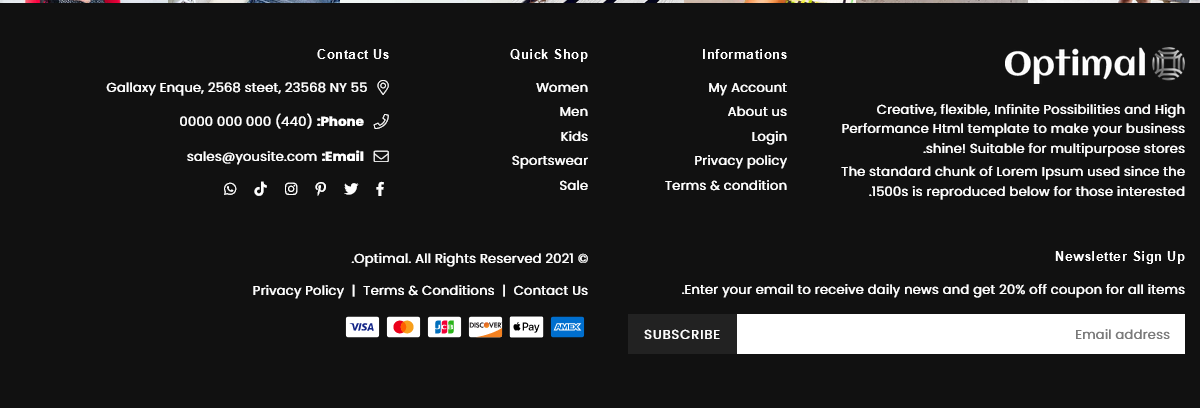 Optimal
Creative, flexible, Infinite Possibilities and High
Performance Html template to make your business
.shine! Suitable for multipurpose stores
The standard chunk of Lorem Ipsum used since the
.1500s is reproduced below for those interested
Informations
My Account
About us
Login
Privacy policy
Terms & condition
Quick Shop
Women
Men
Kids
Sportswear
Sale
Contact Us
Gallaxy Enque, 2568 steet, 23568 NY 55
0000 000 000 (440) :Phone
sales@yousite.com :Email
Newsletter Sign Up
.Enter your email to receive daily news and get 20% off coupon for all items
Email address
SUBSCRIBE
.Optimal. All Rights Reserved 2021 ©
Privacy Policy | Terms & Conditions | Contact Us
VISA MasterCard JCB DISCOVER Pay AMEX